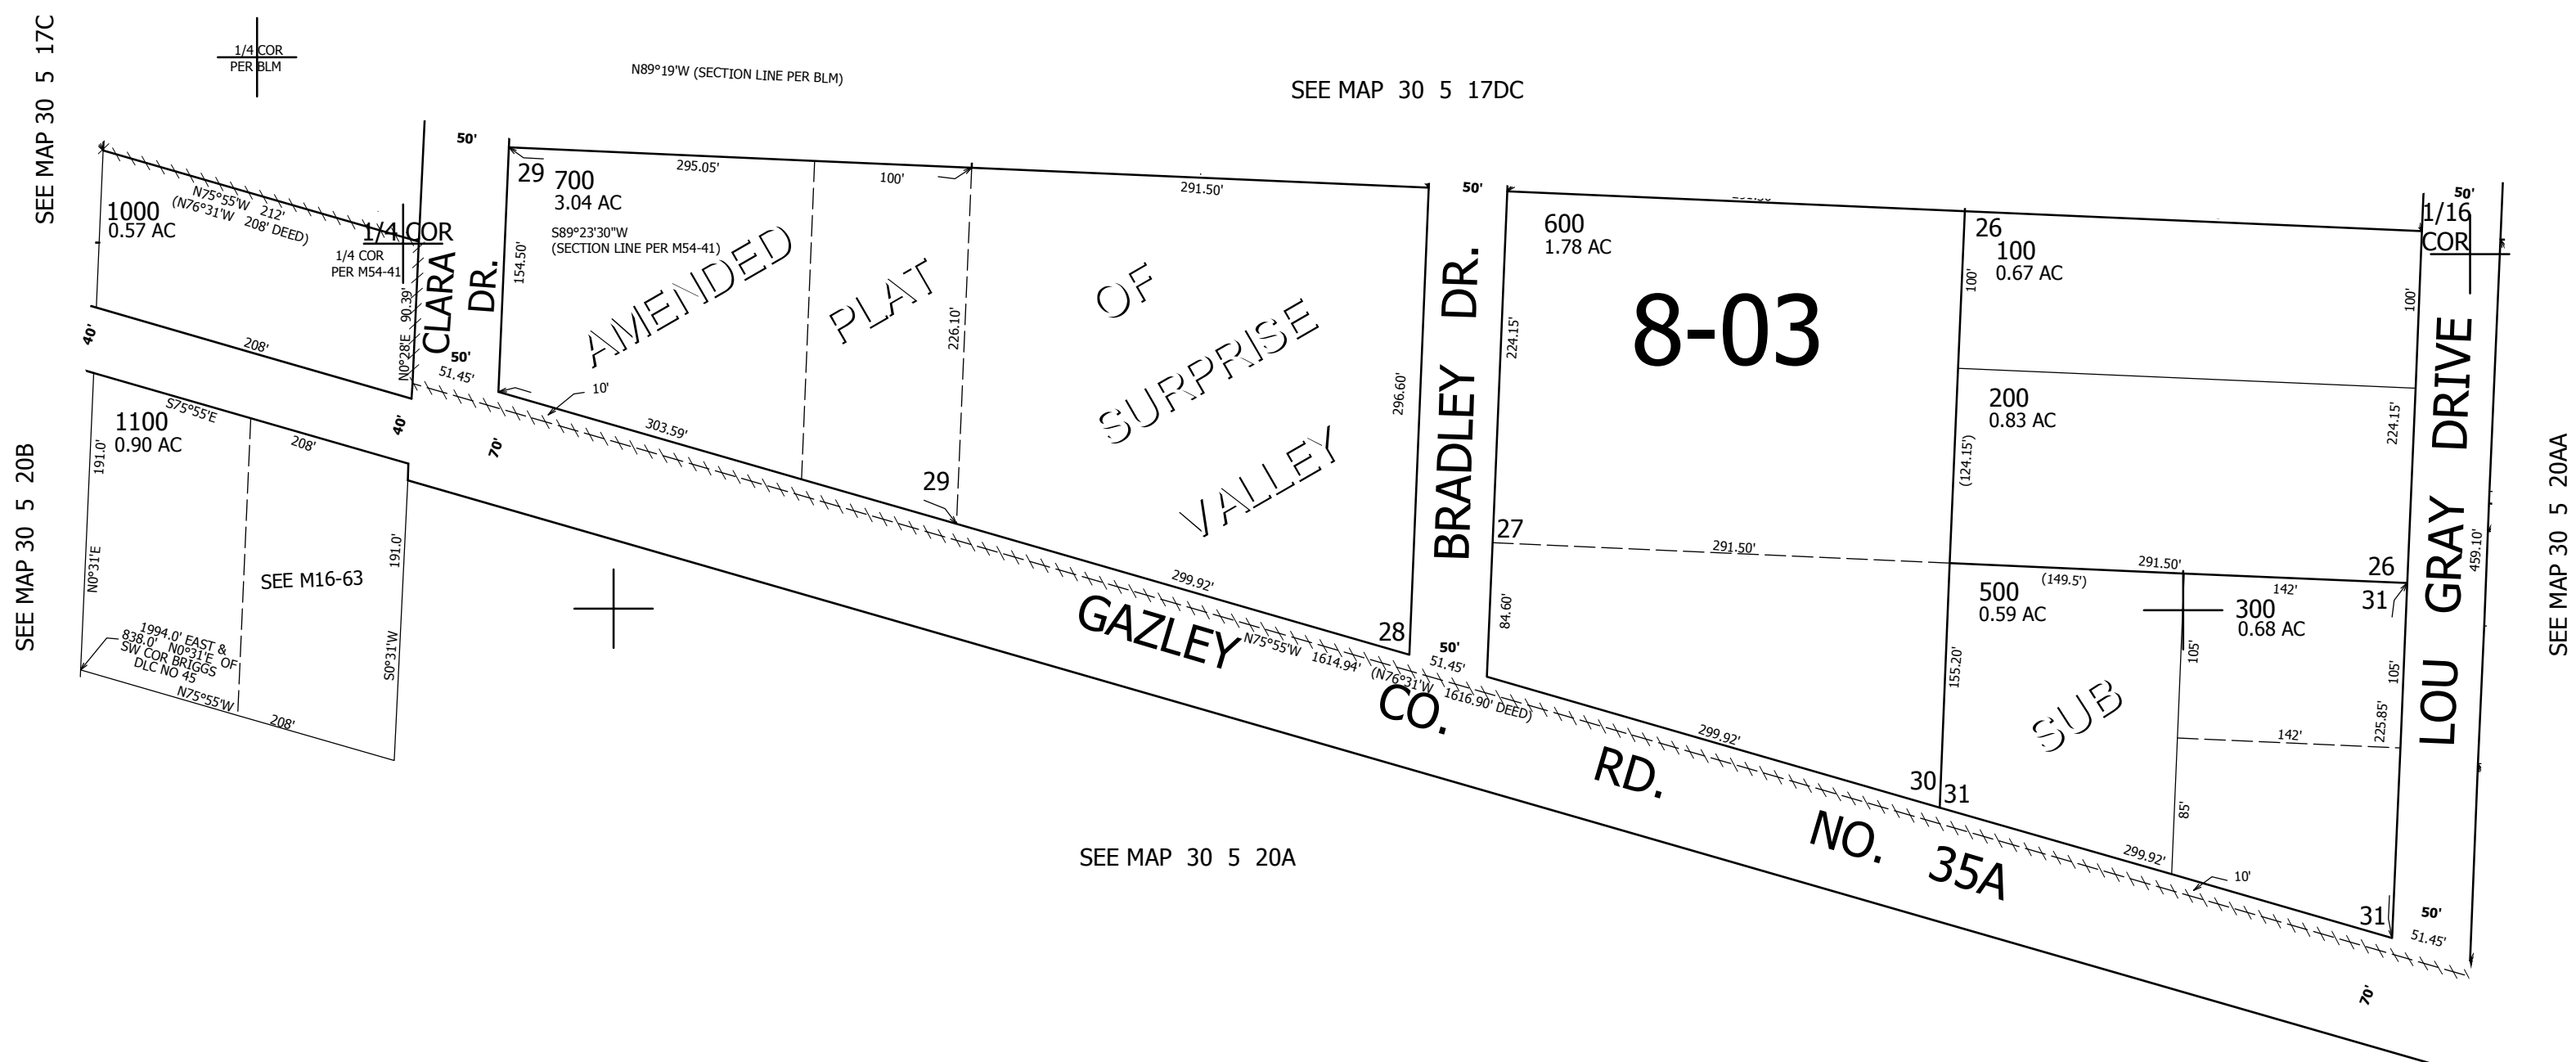 SEE MAP 30 5 17C
1/4 COR
PER BLM
N89°19'W (SECTION LINE PER BLM)
SEE MAP 30 5 17DC
N75°55'W 212'
(N76°31'W 208' DEED)
1000
0.57 AC
1/4 COR
1/4 COR
PER M54-41
N0°28'E 90.39'
208'
40'
50'
CLARA
DR.
50'
51.45'
29
700
3.04 AC
S89°23'30"W
(SECTION LINE PER M54-41)
295.05'
100'
291.50'
154.50'
226.10'
296.60'
AMENDED
PLAT
OF
SURPRISE
VALLEY
10'
303.59'
29
299.92'
28
50'
BRADLEY DR.
50'
51.45'
600
1.78 AC
8-03
224.15'
27
291.50'
84.60'
299.92'
30
26
100
0.67 AC
100'
100'
200
0.83 AC
(124.15')
224.15'
291.50'
26
31
500
0.59 AC
(149.5')
142'
300
0.68 AC
155.20'
105'
105'
SUB
142'
225.85'
85'
31
299.92'
10'
31
50'
1/16
COR
LOU GRAY DRIVE
459.10'
50'
51.45'
70'
SEE MAP 30 5 20AA
SEE MAP 30 5 20B
1100
0.90 AC
S75°55'E
208'
40'
70'
191.0'
N0°31'E
191.0'
S0°31'W
SEE M16-63
1994.0' EAST &
838.0' N0°31'E OF
SW COR BRIGGS
DLC NO 45
N75°55'W
208'
GAZLEY CO. RD. NO. 35A
N75°55'W 1614.94' (N76°31'W 1616.90' DEED)
SEE MAP 30 5 20A